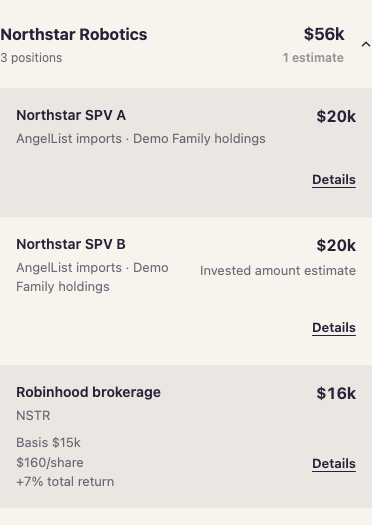 Northstar Robotics
$56k
3 positions
1 estimate
Northstar SPV A
$20k
AngelList imports · Demo Family holdings
Details
Northstar SPV B
$20k
AngelList imports · Demo
Family holdings
Invested amount estimate
Details
Robinhood brokerage
$16k
NSTR
Basis $15k
$160/share
+7% total return
Details